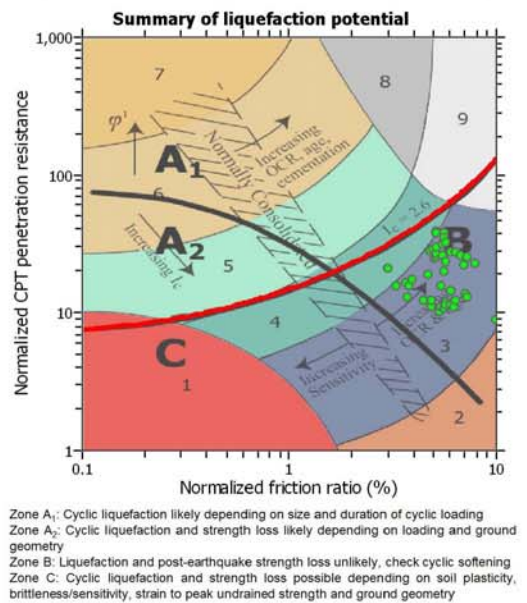 Summary of liquefaction potential
1,000
100
10
1
0.1
1
10
Normalized CPT penetration resistance
Normalized friction ratio (%)
7
8
9
φ'
A1
Increasing
OCR, age,
cementation
Normally Consolidated
6
A2
Increasing Ic
5
Ic = 2.6
B
4
C
1
3
2
Increasing
Sensitivity
Zone A1: Cyclic liquefaction likely depending on size and duration of cyclic loading
Zone A2: Cyclic liquefaction and strength loss likely depending on loading and ground
geometry
Zone B: Liquefaction and post-earthquake strength loss unlikely, check cyclic softening
Zone C: Cyclic liquefaction and strength loss possible depending on soil plasticity,
brittleness/sensitivity, strain to peak undrained strength and ground geometry